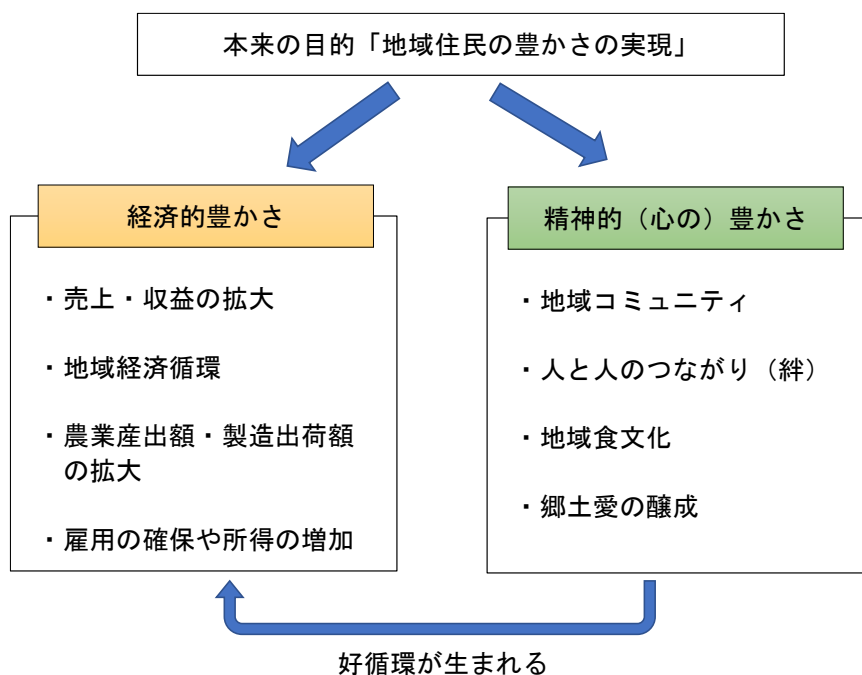 本来の目的「地域住民の豊かさの実現」
経済的豊かさ
・売上・収益の拡大
・地域経済循環
・農業産出額・製造出荷額
の拡大
・雇用の確保や所得の増加
精神的（心の）豊かさ
・地域コミュニティ
・人と人のつながり（絆）
・地域食文化
・郷土愛の醸成
好循環が生まれる